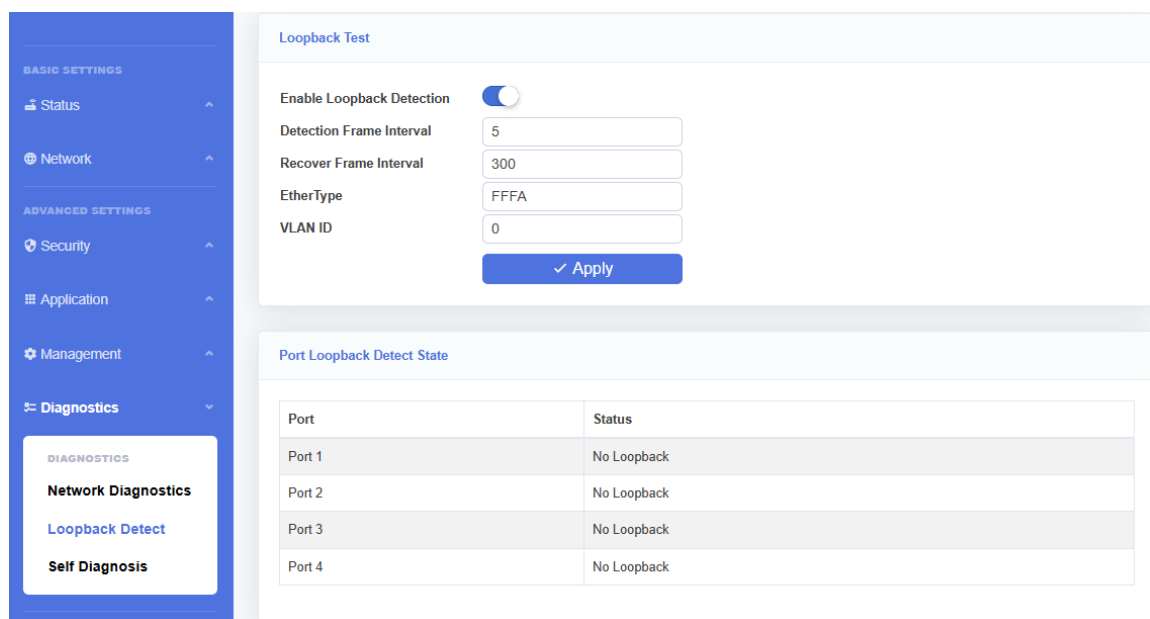 BASIC SETTINGS
Status
Network
ADVANCED SETTINGS
Security
Application
Management
Diagnostics
DIAGNOSTICS
Network Diagnostics
Loopback Detect
Self Diagnosis
Loopback Test
Enable Loopback Detection
Detection Frame Interval 5
Recover Frame Interval 300
EtherType FFFA
VLAN ID 0
Apply
Port Loopback Detect State
Port Status
Port 1 No Loopback
Port 2 No Loopback
Port 3 No Loopback
Port 4 No Loopback